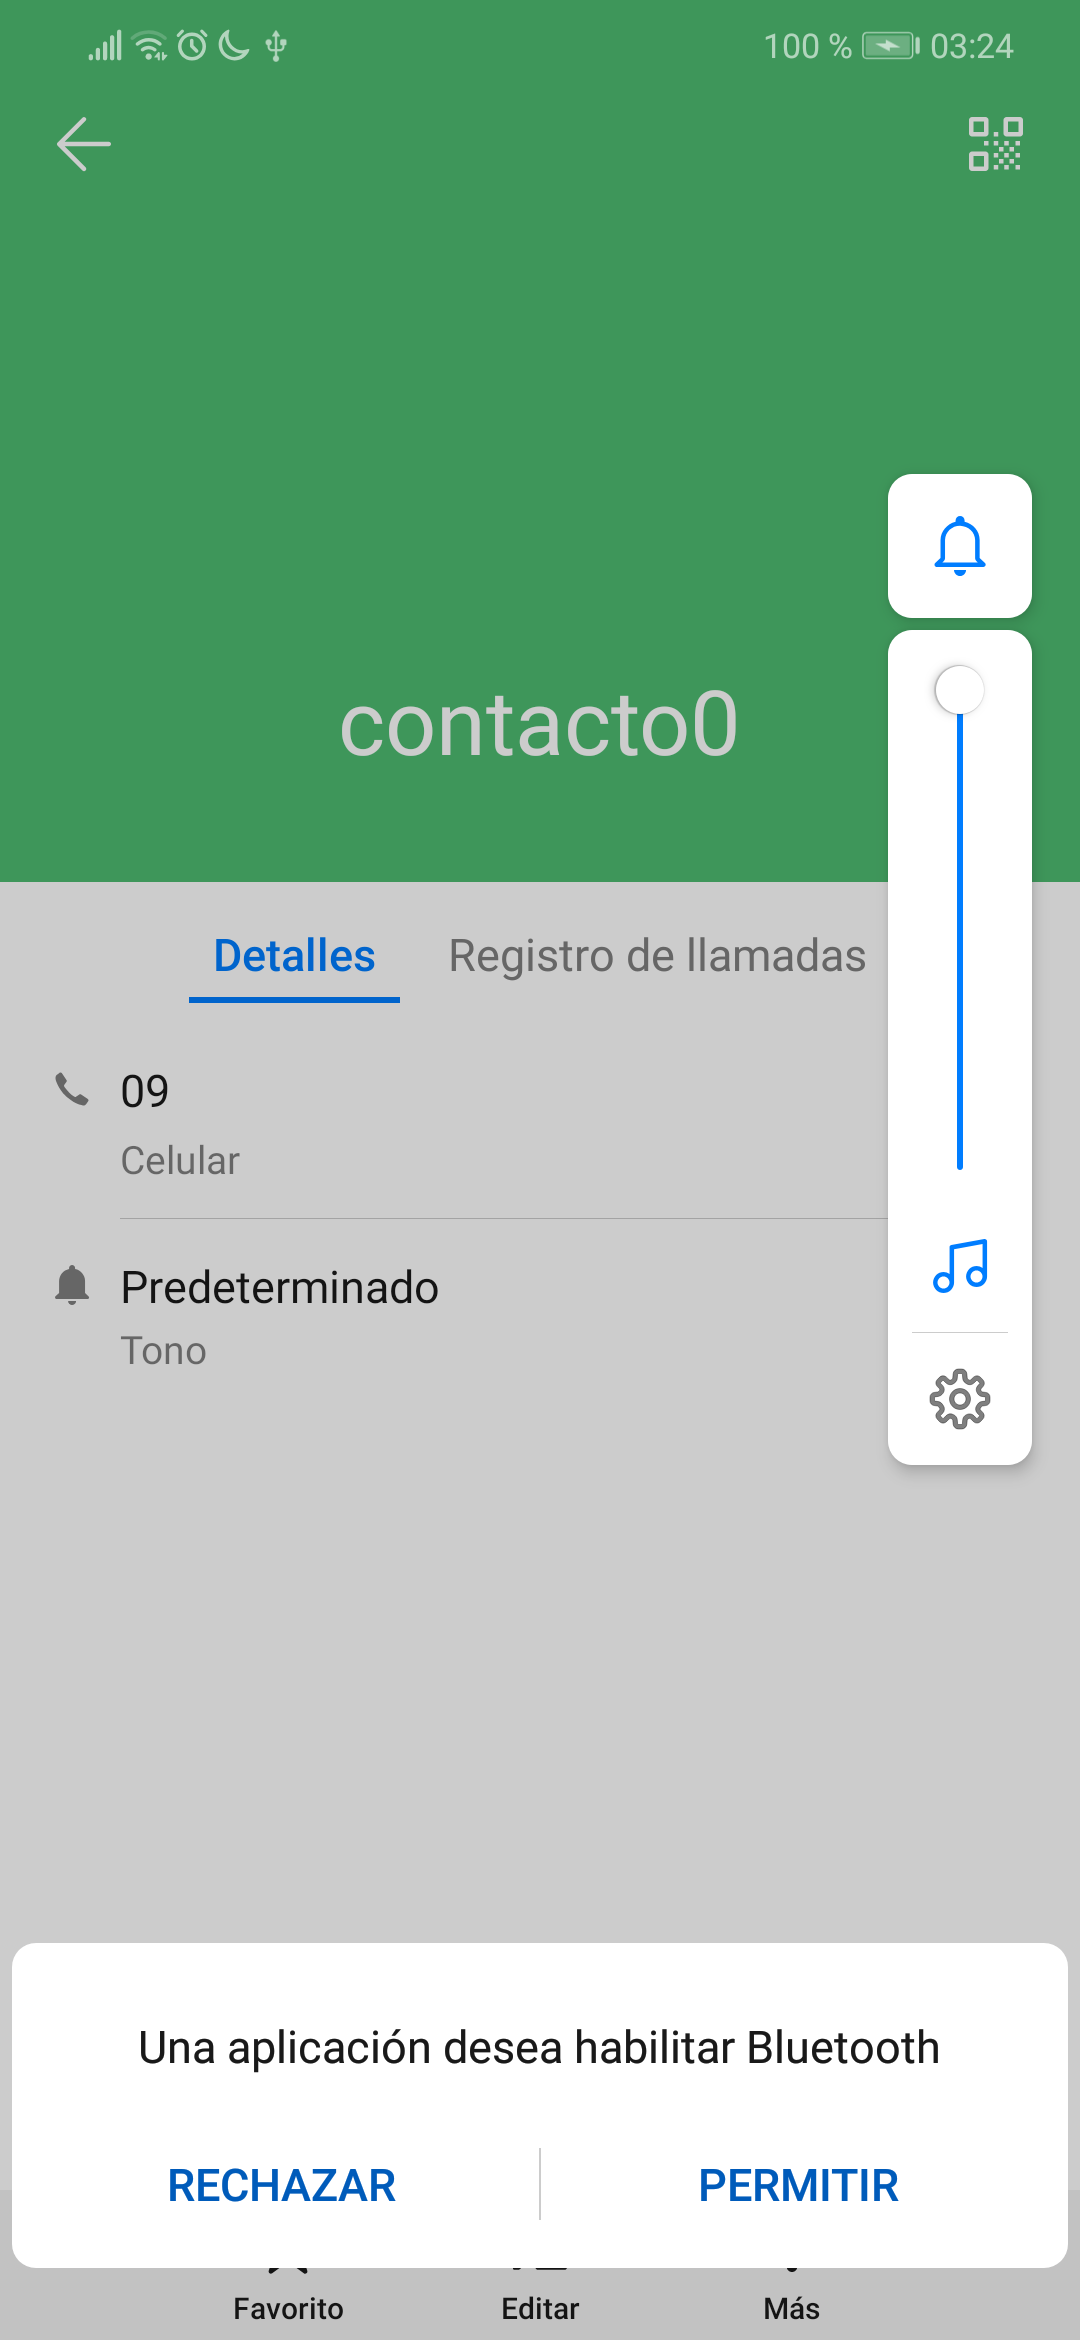 100 % 03:24
contacto0
Detalles Registro de llamadas
09
Celular
Predeterminado
Tono
Una aplicación desea habilitar Bluetooth
RECHAZAR PERMITIR
Favorito Editar Más